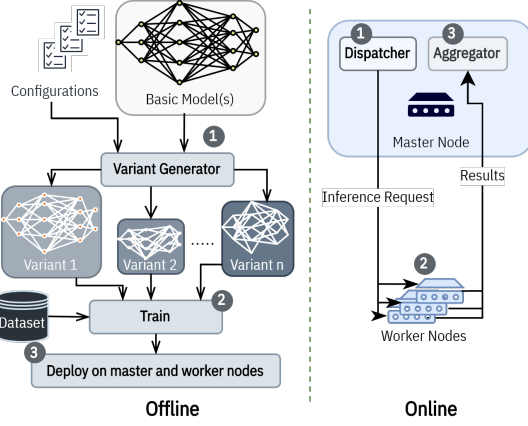 Configurations
Basic Model(s)
1
Variant Generator
Variant 1
Variant 2
.....
Variant n
Dataset
Train
2
3
Deploy on master and worker nodes
Offline
1
Dispatcher
3
Aggregator
Master Node
Inference Request
Results
2
Worker Nodes
Online